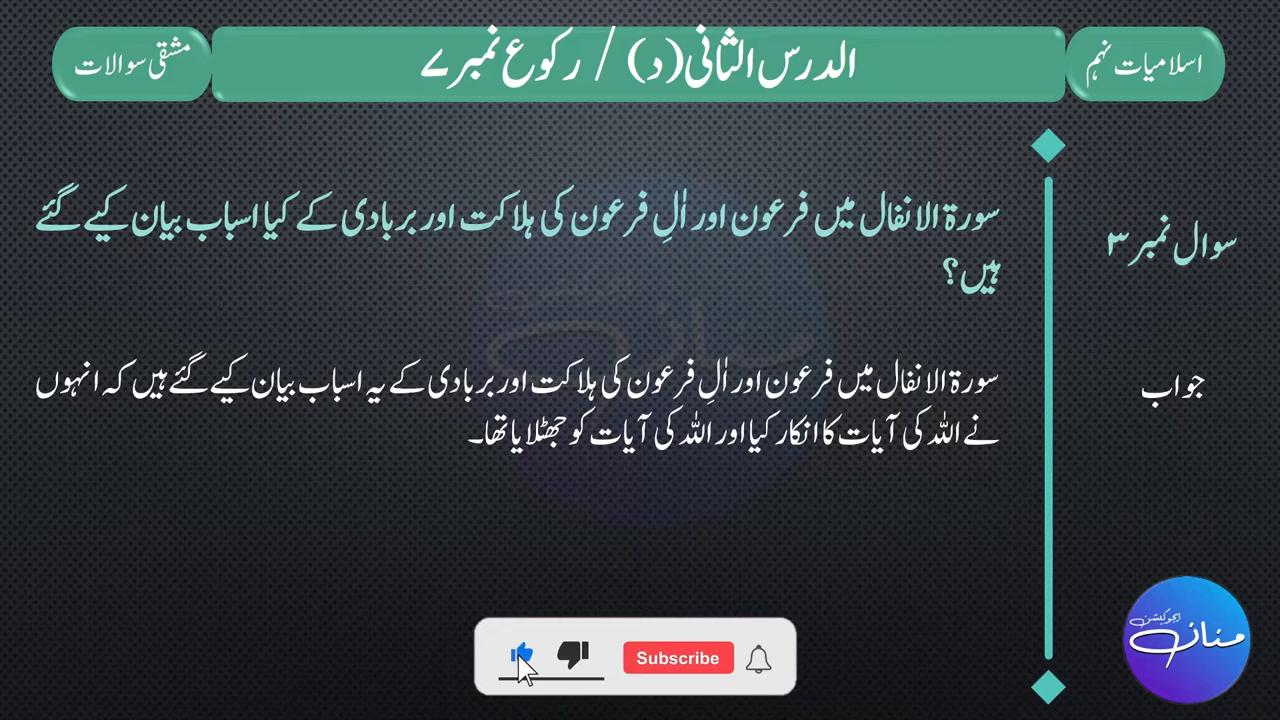 اسلامیات نہم
الدرس الثانی(د) / رکوع نمبر ۷
مشقی سوالات
سوال نمبر ۳
سورۃ الانفال میں فرعون اور اٰلِ فرعون کی ہلاکت اور بربادی کے کیا اسباب بیان کیے گئے
ہیں؟
جواب
سورۃ الانفال میں فرعون اور اٰلِ فرعون کی ہلاکت اور بربادی کے یہ اسباب بیان کیے گئے ہیں کہ انہوں
نے اللہ کی آیات کا انکار کیا اور اللہ کی آیات کو جھٹلایا تھا۔
Subscribe
ایجوکیشن
منان